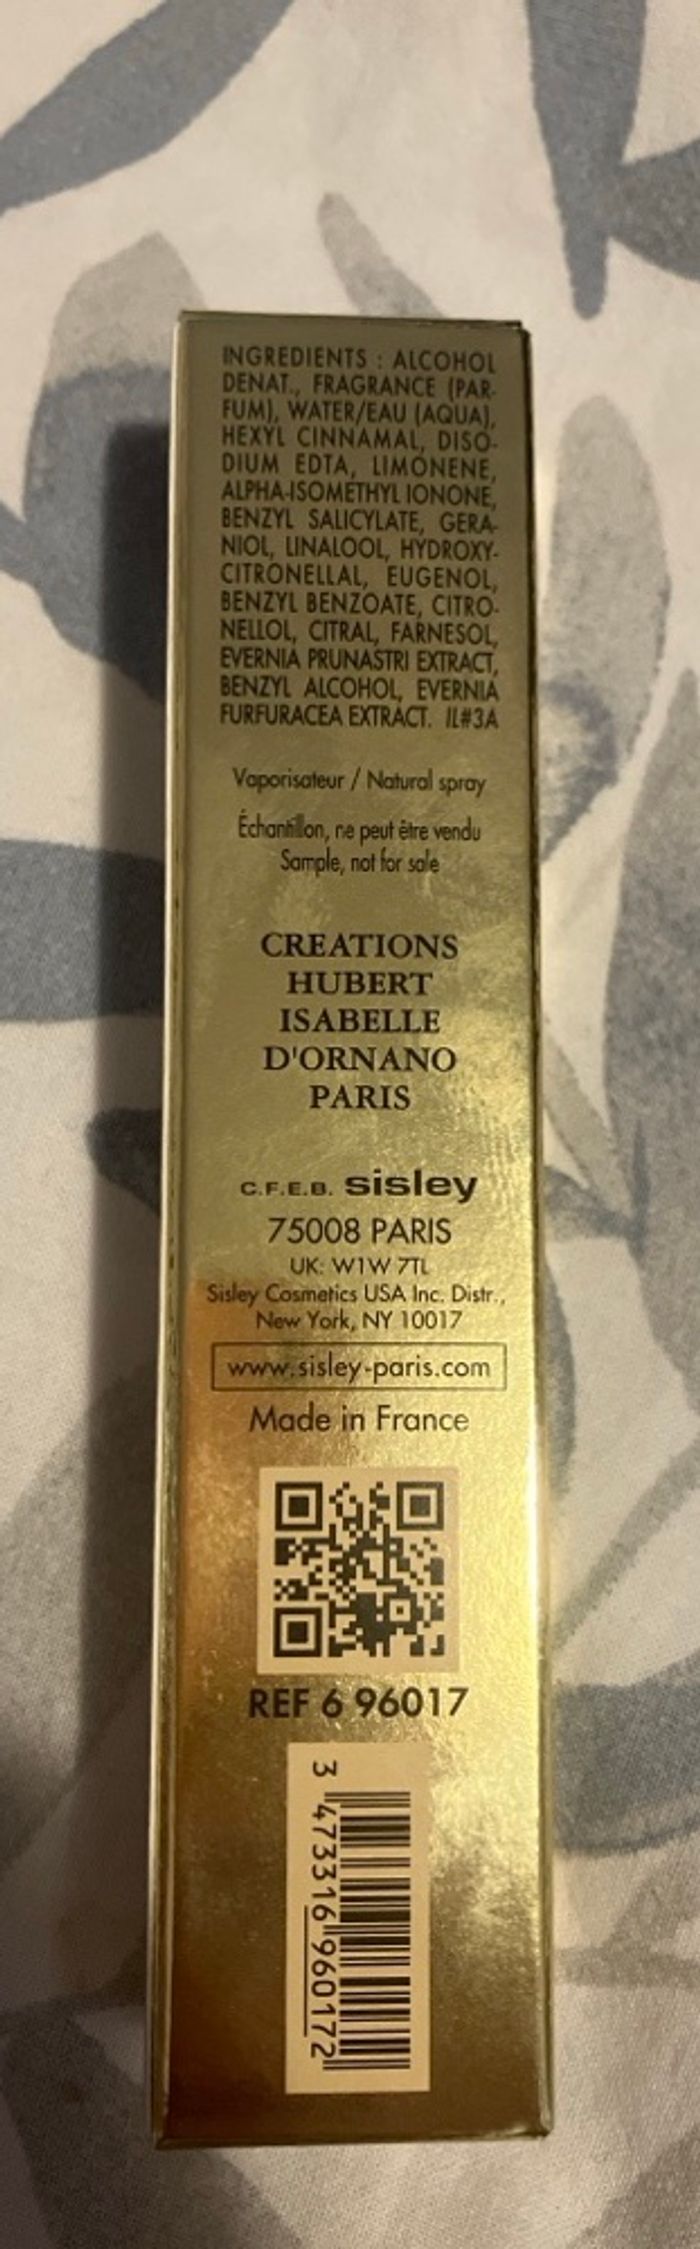 INGREDIENTS : ALCOHOL
DENAT., FRAGRANCE (PAR-
FUM), WATER/EAU (AQUA),
HEXYL CINNAMAL, DISO-
DIUM EDTA, LIMONENE,
ALPHA-ISOMETHYL IONONE,
BENZYL SALICYLATE, GERA-
NIOL, LINALOOL, HYDROXY-
CITRONELLAL, EUGENOL,
BENZYL BENZOATE, CITRO-
NELLOL, CITRAL, FARNESOL,
EVERNIA PRUNASTRI EXTRACT,
BENZYL ALCOHOL, EVERNIA
FURFURACEA EXTRACT. IL#3A
Vaporisateur / Natural spray
Échantillon, ne peut être vendu
Sample, not for sale
CREATIONS
HUBERT
ISABELLE
D'ORNANO
PARIS
C.F.E.B. sisley
75008 PARIS
UK: W1W 7TL
Sisley Cosmetics USA Inc. Distr.,
New York, NY 10017
www.sisley-paris.com
Made in France
REF 6 96017
3 473316 960172